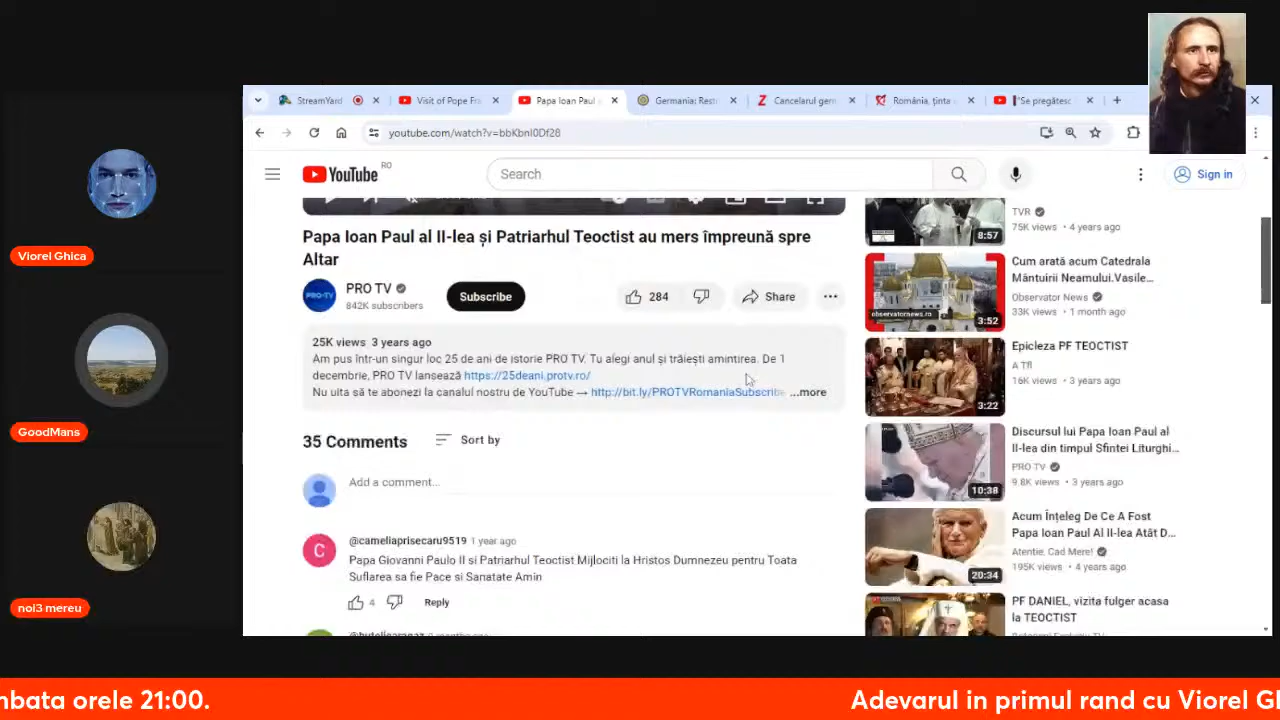 StreamYard
Visit of Pope Fra
Papa Ioan Paul
Germania: Rest
Cancelarul gern
România, ținta
"Se pregătesc
youtube.com/watch?v=bbKbnI0Df28
YouTube RO
Search
Sign in
Papa Ioan Paul al II-lea și Patriarhul Teoctist au mers împreună spre
Altar
PRO TV
842K subscribers
Subscribe
284
Share
25K views 3 years ago
Am pus într-un singur loc 25 de ani de istorie PRO TV. Tu alegi anul și trăiești amintirea. De 1
decembrie, PRO TV lansează https://25deani.protv.ro/
Nu uita să te abonezi la canalul nostru de YouTube → http://bit.ly/PROTVRomaniaSubscribe ...more
35 Comments
Sort by
Add a comment...
C
@cameliaprisecaru9519 1 year ago
Papa Giovanni Paulo II si Patriarhul Teoctist Mijlociti la Hristos Dumnezeu pentru Toata
Suflarea sa fie Pace si Sanatate Amin
4
Reply
8:57
TVR
75K views • 4 years ago
observatornews.ro
3:52
Cum arată acum Catedrala
Mântuirii Neamului.Vasile...
Observator News
33K views • 1 month ago
3:22
Epicleza PF TEOCTIST
A Tfl
16K views • 3 years ago
10:38
Discursul lui Papa Ioan Paul al
II-lea din timpul Sfintei Liturghi...
PRO TV
9.8K views • 3 years ago
20:34
Acum Înțeleg De Ce A Fost
Papa Ioan Paul Al II-lea Atât D...
Atentie, Cad Mere!
195K views • 4 years ago
PF DANIEL, vizita fulger acasa
la TEOCTIST
Viorel Ghica
GoodMans
noi3 mereu
mbata orele 21:00.
Adevarul in primul rand cu Viorel Gh